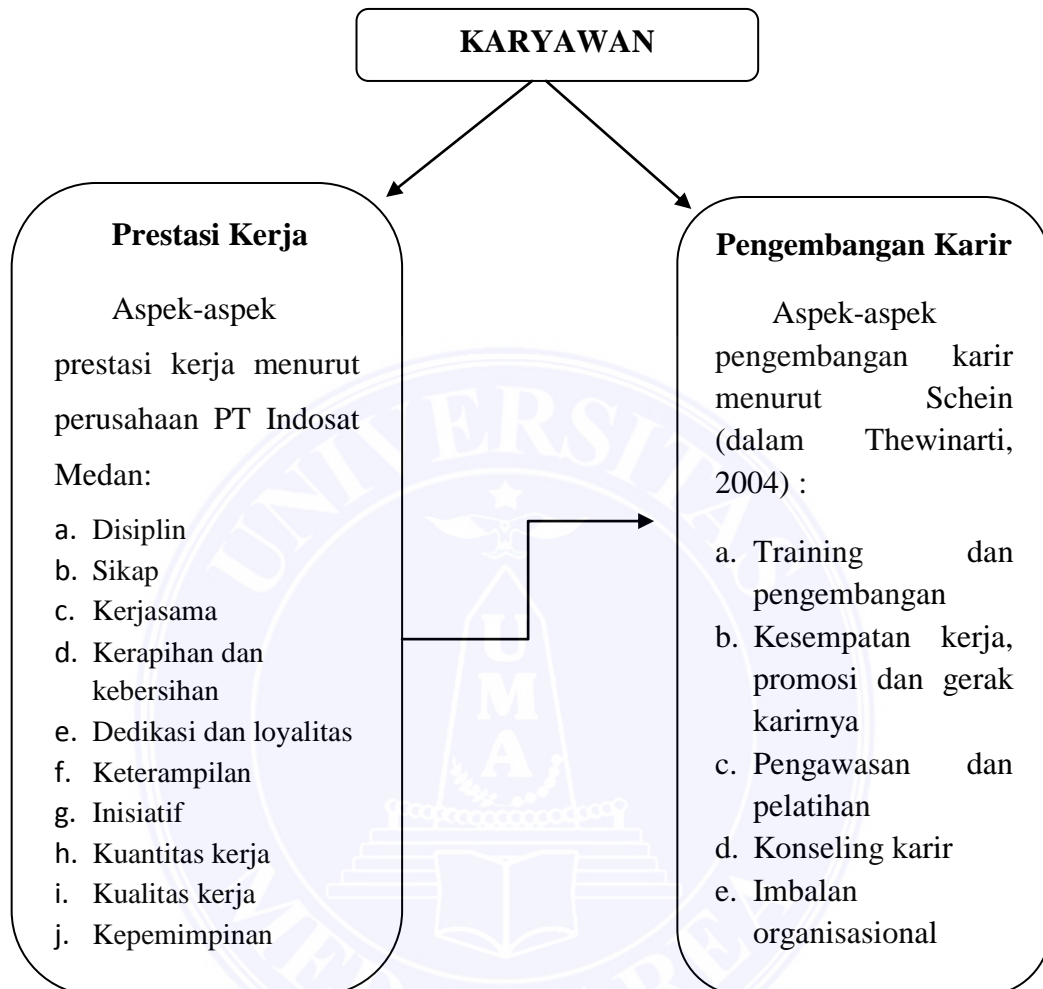 KARYAWAN
Prestasi Kerja
Aspek-aspek
prestasi kerja menurut
perusahaan PT Indosat
Medan:
a. Disiplin
b. Sikap
c. Kerjasama
d. Kerapihan dan
kebersihan
e. Dedikasi dan loyalitas
f. Keterampilan
g. Inisiatif
h. Kuantitas kerja
i. Kualitas kerja
j. Kepemimpinan
Pengembangan Karir
Aspek-aspek
pengembangan karir
menurut Schein
(dalam Thewinarti,
2004) :
a. Training dan
pengembangan
b. Kesempatan kerja,
promosi dan gerak
karirnya
c. Pengawasan dan
pelatihan
d. Konseling karir
e. Imbalan
organisasional
UNIVERSITAS
UMA